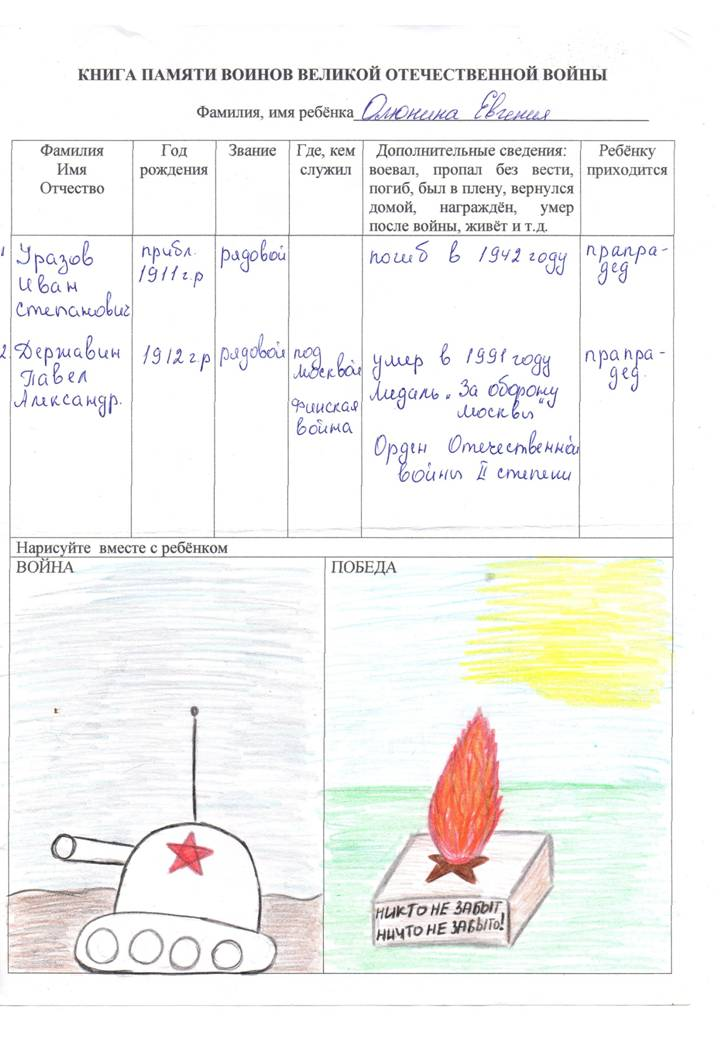 КНИГА ПАМЯТИ ВОИНОВ ВЕЛИКОЙ ОТЕЧЕСТВЕННОЙ ВОЙНЫ
Фамилия, имя ребёнка Олюнина Евгения
Фамилия
Имя
Отчество
Год
рождения
Звание
Где, кем
служил
Дополнительные сведения:
воевал, пропал без вести,
погиб, был в плену, вернулся
домой, награждён, умер
после войны, живёт и т.д.
Ребёнку
приходится
1 Уразов
Иван
Степанович
прибл.
1911 г.р
рядовой
погиб в 1942 году
прапра-
дед
2. Державин
Павел
Александр.
1912 г.р
рядовой
под
Москвой
Финская
война
умер в 1991 году
Медаль "За оборону
Москвы"
Орден Отечественной
войны II степени
прапра-
дед.
Нарисуйте вместе с ребёнком
ВОЙНА
ПОБЕДА
НИКТО НЕ ЗАБЫТ
НИЧТО НЕ ЗАБЫТО!